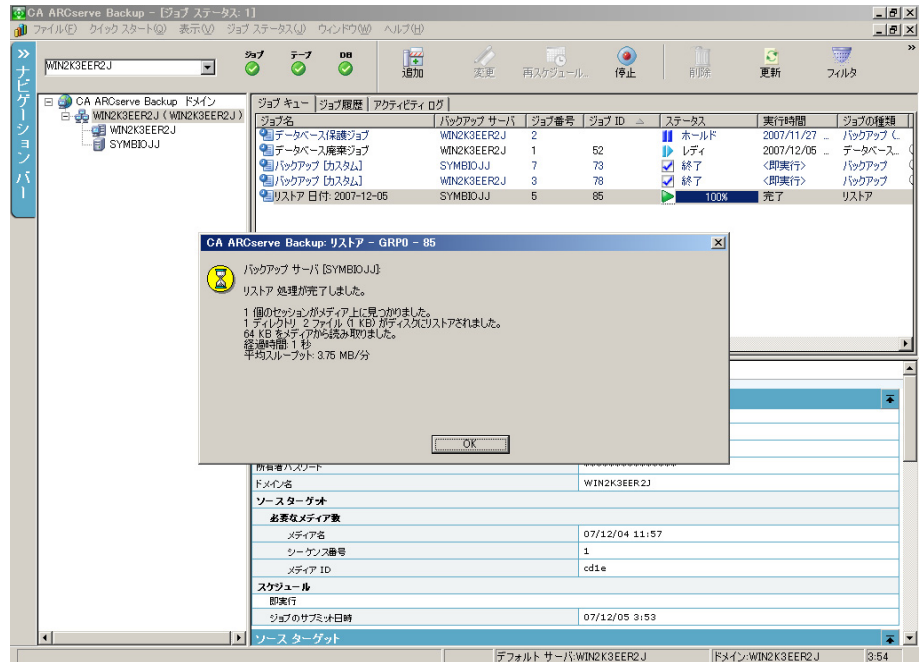 CA ARCserve Backup - [ジョブ ステータス: 1]
ファイル(F) クイック スタート(Q) 表示(V) ジョブ ステータス(J) ウィンドウ(W) ヘルプ(H)
»
ナビゲーション バー
WIN2K3EER2J
ジョブ テープ DB
追加 変更 再スケジュール... 停止 削除 更新 フィルタ
»
CA ARCserve Backup ドメイン
WIN2K3EER2J ( WIN2K3EER2J )
WIN2K3EER2J
SYMBIOJJ
ジョブ キュー ジョブ履歴 アクティビティ ログ
ジョブ名 バックアップ サーバ ジョブ番号 ジョブ ID ステータス 実行時間 ジョブの種類
データベース保護ジョブ WIN2K3EER2J 2 ホールド 2007/11/27 ... バックアップ (..
データベース廃棄ジョブ WIN2K3EER2J 1 52 レディ 2007/12/05 ... データベース...
バックアップ [カスタム] SYMBIOJJ 7 73 終了 <即実行> バックアップ
バックアップ [カスタム] WIN2K3EER2J 3 78 終了 <即実行> バックアップ
リストア 日付: 2007-12-05 SYMBIOJJ 5 85 100% 完了 リストア
CA ARCserve Backup: リストア - GRP0 - 85
バックアップ サーバ [SYMBIOJJ]:
リストア 処理が完了しました。
1 個のセッションがメディア上に見つかりました。
1 ディレクトリ 2 ファイル (1 KB) がディスクにリストアされました。
64 KB をメディアから読み取りました。
経過時間: 1 秒
平均スループット: 3.75 MB/分
OK
所有者パスワード ****************
ドメイン名 WIN2K3EER2J
ソース ターゲット
必要なメディア数
メディア名 07/12/04 11:57
シーケンス番号 1
メディア ID cd1e
スケジュール
即実行
ジョブのサブミット日時 07/12/05 3:53
ソース ターゲット
デフォルト サーバ:WIN2K3EER2J ドメイン:WIN2K3EER2J 3:54